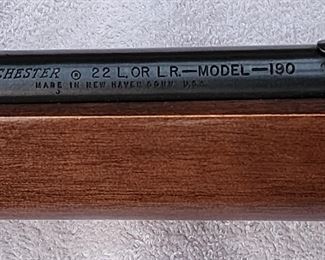 CHESTER ® 22 L. OR L.R.—MODEL—190
MADE IN NEW HAVEN CONN. U.S.A.